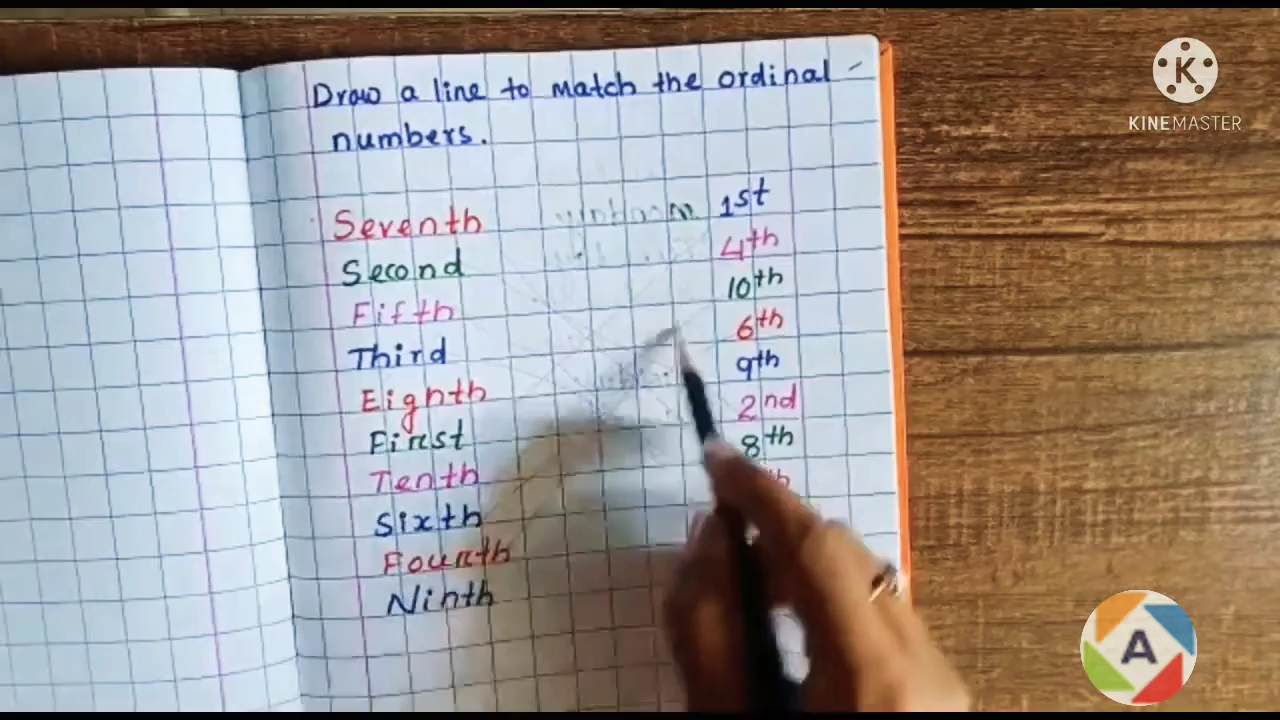 Draw a line to match the ordinal
numbers.
Seventh 1st
Second 4th
Fifth 10th
Third 6th
Eighth 9th
First 2nd
Tenth 8th
Sixth
Fourth
Ninth
KINEMASTER
A